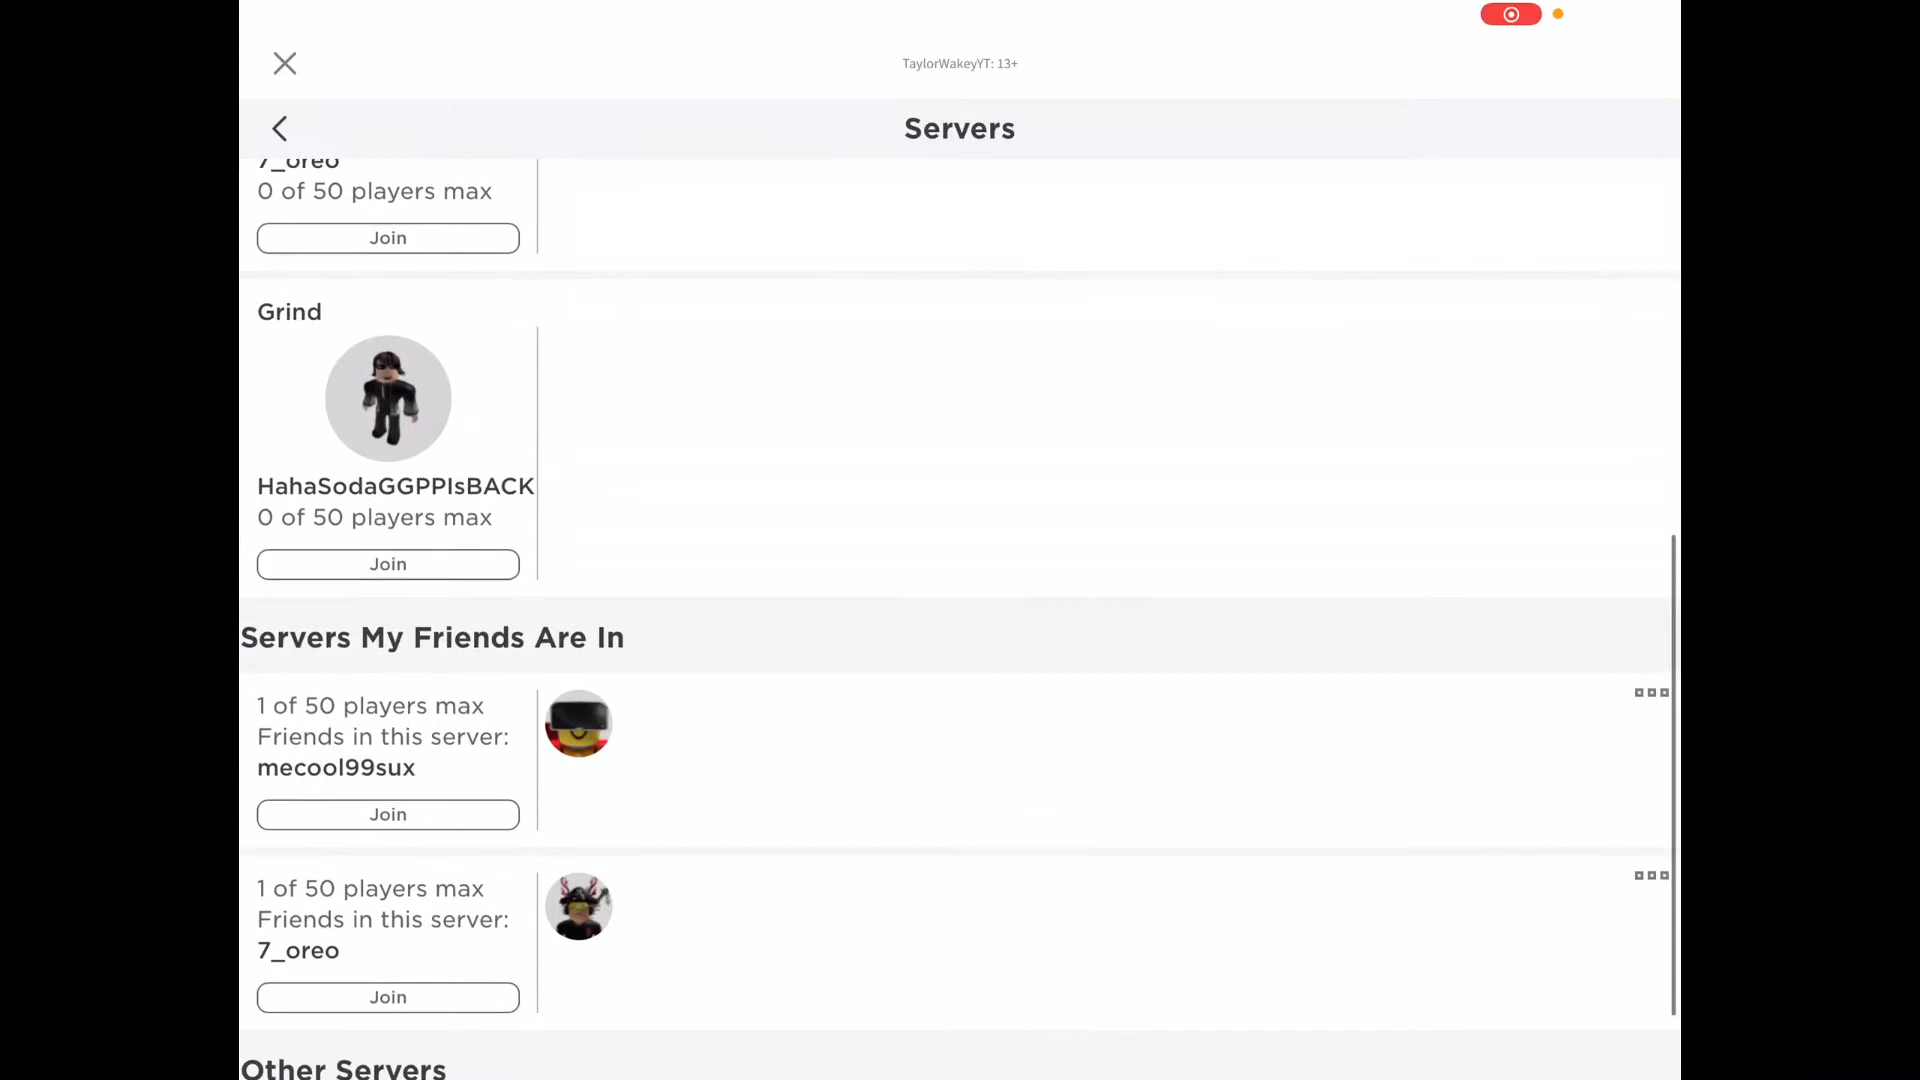 TaylorWakeyYT: 13+
Servers
7_oreo
0 of 50 players max
Join
Grind
HahaSodaGGPPIsBACK
0 of 50 players max
Join
Servers My Friends Are In
1 of 50 players max
Friends in this server:
mecool99sux
Join
1 of 50 players max
Friends in this server:
7_oreo
Join
Other Servers